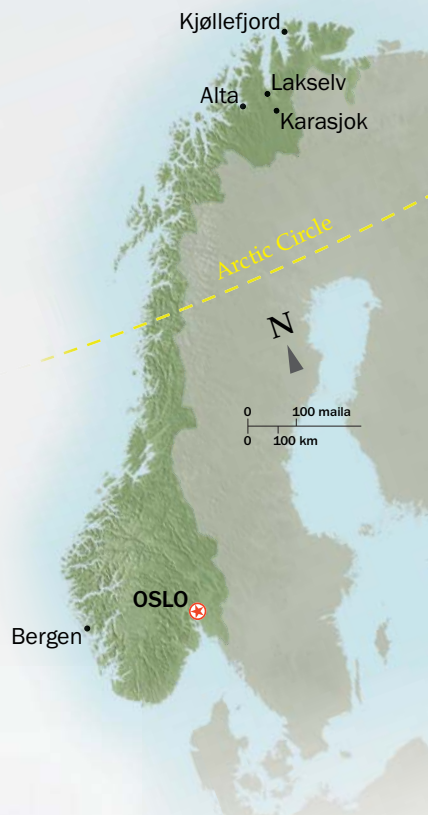 Kjøllefjord
Lakselv
Alta
Karasjok
Arctic Circle
N
0 100 maila
0 100 km
OSLO
Bergen